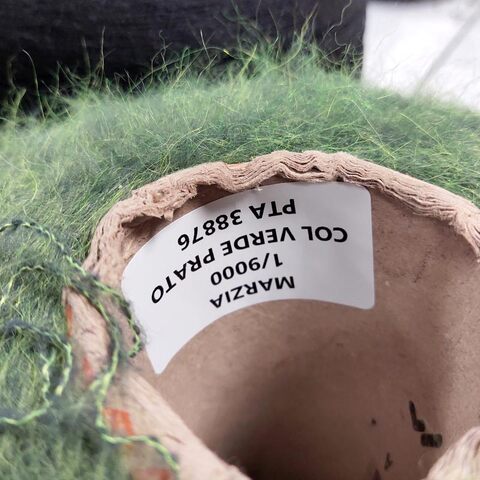 MARZIA
1/9000
COL VERDE PRATO
PTA 38876